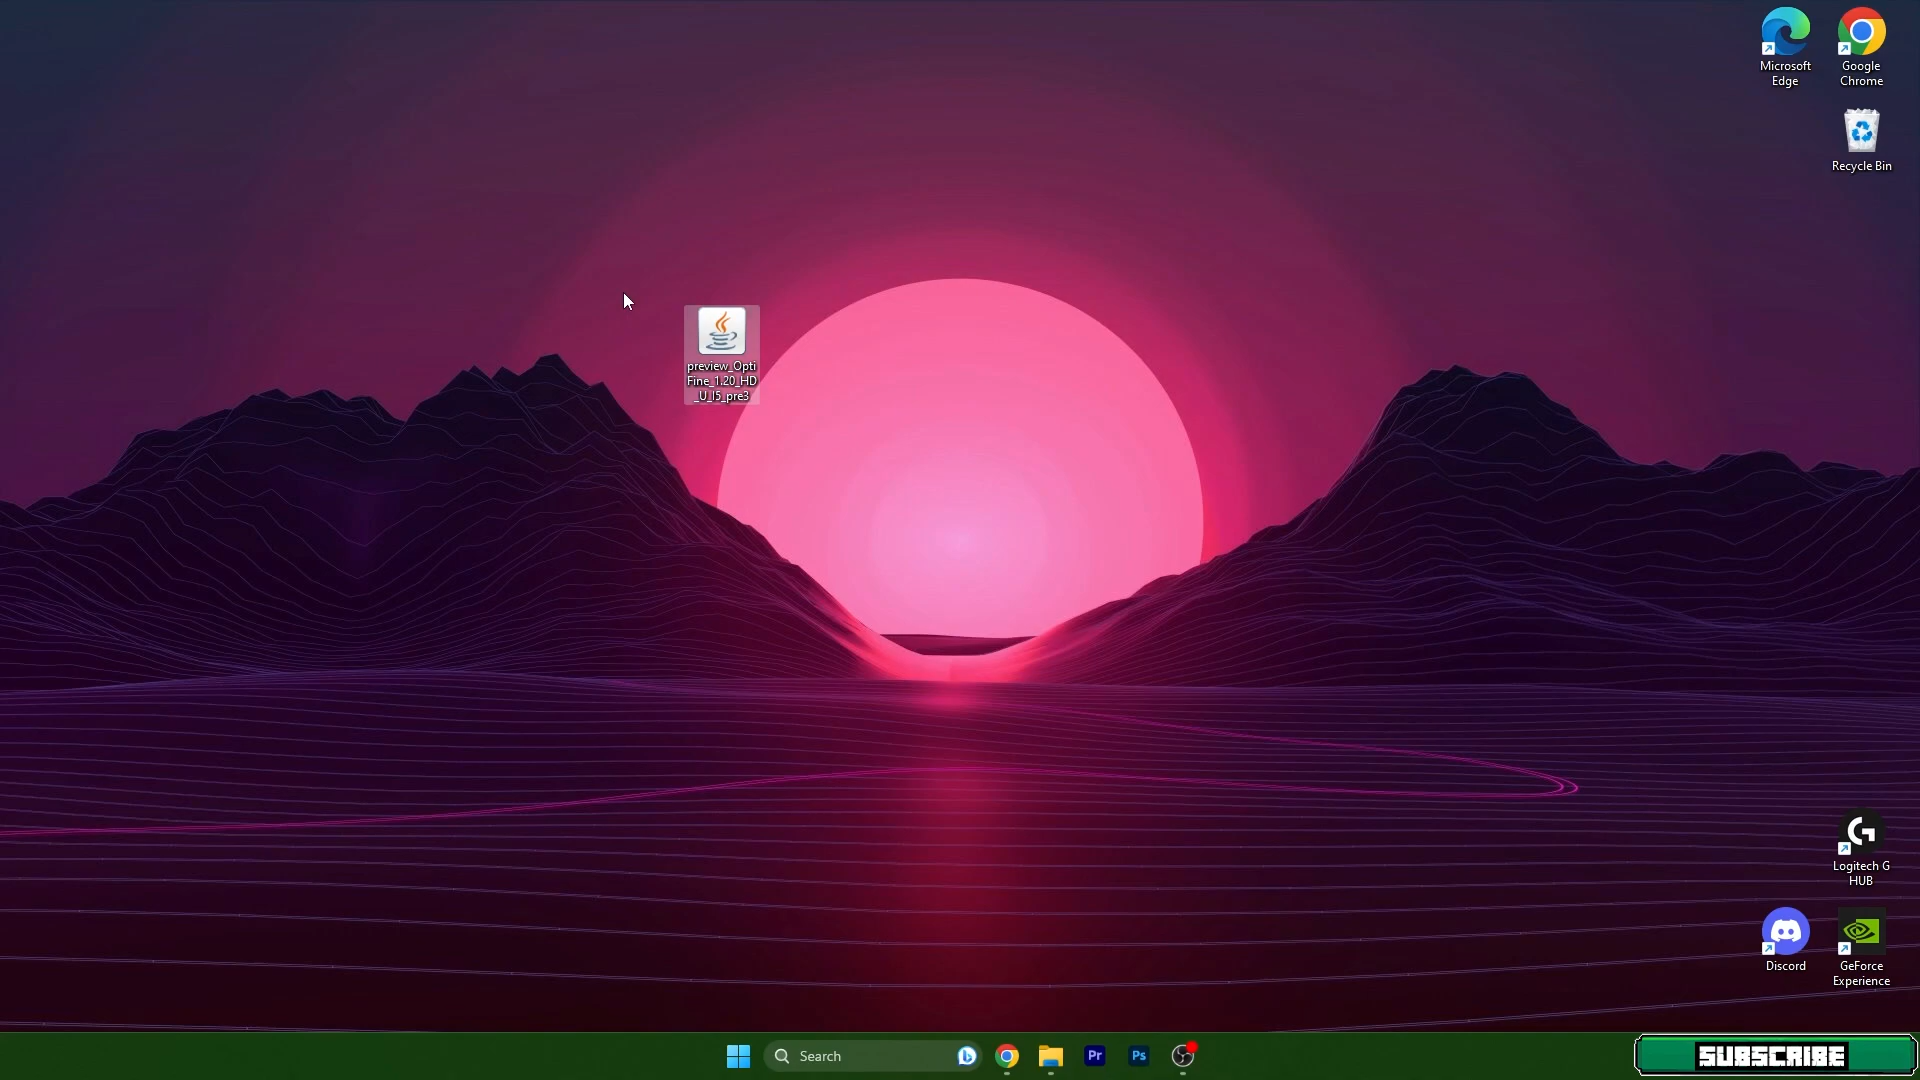 Microsoft
Edge
Google
Chrome
Recycle Bin
preview_Opti
Fine_1.20_HD
_U_I5_pre3
Logitech G
HUB
Discord
GeForce
Experience
Search
Pr
Ps
SUBSCRIBE